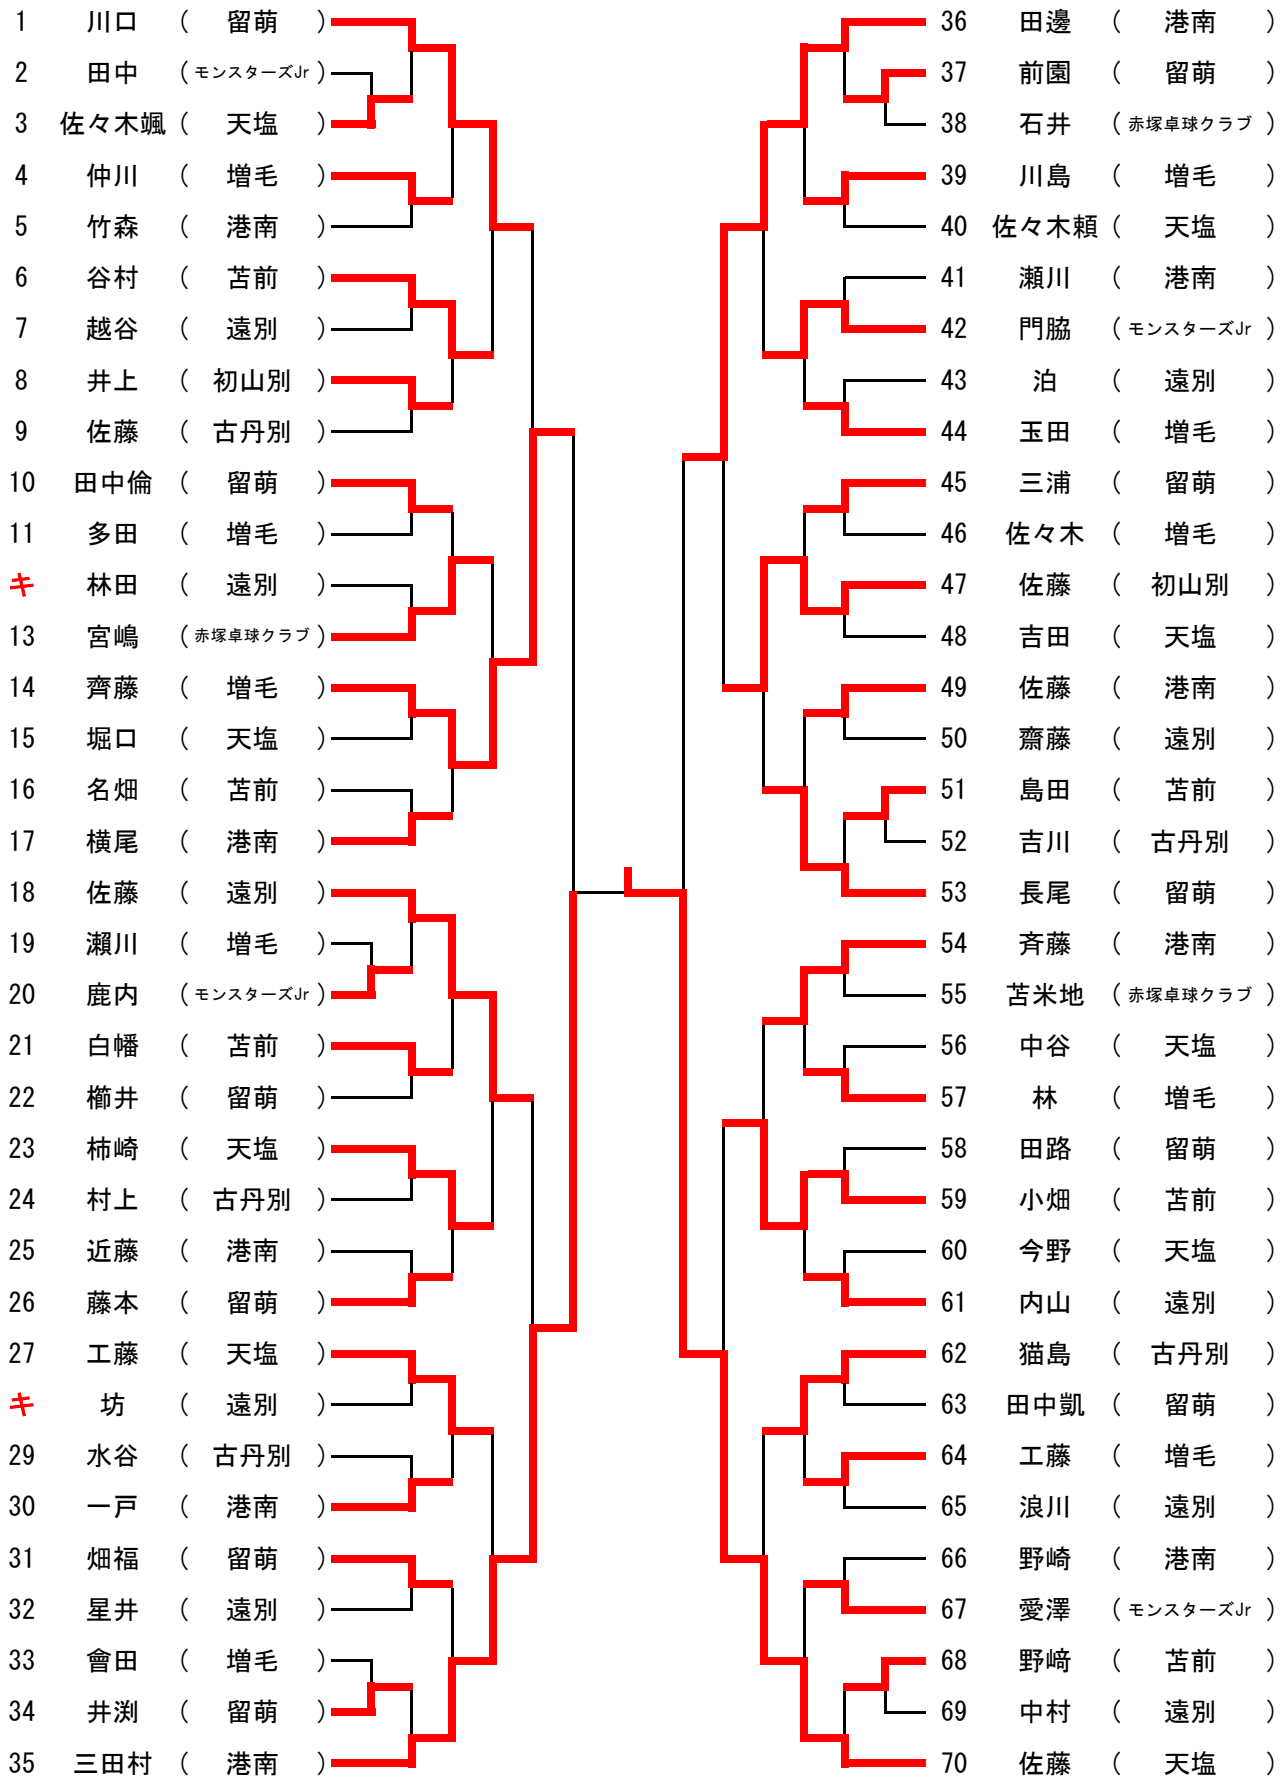 1 川口 ( 留萌 )
2 田中 ( モンスターズJr )
3 佐々木颯 ( 天塩 )
4 仲川 ( 増毛 )
5 竹森 ( 港南 )
6 谷村 ( 苫前 )
7 越谷 ( 遠別 )
8 井上 ( 初山別 )
9 佐藤 ( 古丹別 )
10 田中倫 ( 留萌 )
11 多田 ( 増毛 )
キ 林田 ( 遠別 )
13 宮嶋 ( 赤塚卓球クラブ )
14 齊藤 ( 増毛 )
15 堀口 ( 天塩 )
16 名畑 ( 苫前 )
17 横尾 ( 港南 )
18 佐藤 ( 遠別 )
19 瀨川 ( 増毛 )
20 鹿内 ( モンスターズJr )
21 白幡 ( 苫前 )
22 櫛井 ( 留萌 )
23 柿崎 ( 天塩 )
24 村上 ( 古丹別 )
25 近藤 ( 港南 )
26 藤本 ( 留萌 )
27 工藤 ( 天塩 )
キ 坊 ( 遠別 )
29 水谷 ( 古丹別 )
30 一戸 ( 港南 )
31 畑福 ( 留萌 )
32 星井 ( 遠別 )
33 會田 ( 増毛 )
34 井渕 ( 留萌 )
35 三田村 ( 港南 )
36 田邊 ( 港南 )
37 前園 ( 留萌 )
38 石井 ( 赤塚卓球クラブ )
39 川島 ( 増毛 )
40 佐々木頼 ( 天塩 )
41 瀬川 ( 港南 )
42 門脇 ( モンスターズJr )
43 泊 ( 遠別 )
44 玉田 ( 増毛 )
45 三浦 ( 留萌 )
46 佐々木 ( 増毛 )
47 佐藤 ( 初山別 )
48 吉田 ( 天塩 )
49 佐藤 ( 港南 )
50 齋藤 ( 遠別 )
51 島田 ( 苫前 )
52 吉川 ( 古丹別 )
53 長尾 ( 留萌 )
54 斉藤 ( 港南 )
55 苫米地 ( 赤塚卓球クラブ )
56 中谷 ( 天塩 )
57 林 ( 増毛 )
58 田路 ( 留萌 )
59 小畑 ( 苫前 )
60 今野 ( 天塩 )
61 内山 ( 遠別 )
62 猫島 ( 古丹別 )
63 田中凱 ( 留萌 )
64 工藤 ( 増毛 )
65 浪川 ( 遠別 )
66 野崎 ( 港南 )
67 愛澤 ( モンスターズJr )
68 野﨑 ( 苫前 )
69 中村 ( 遠別 )
70 佐藤 ( 天塩 )